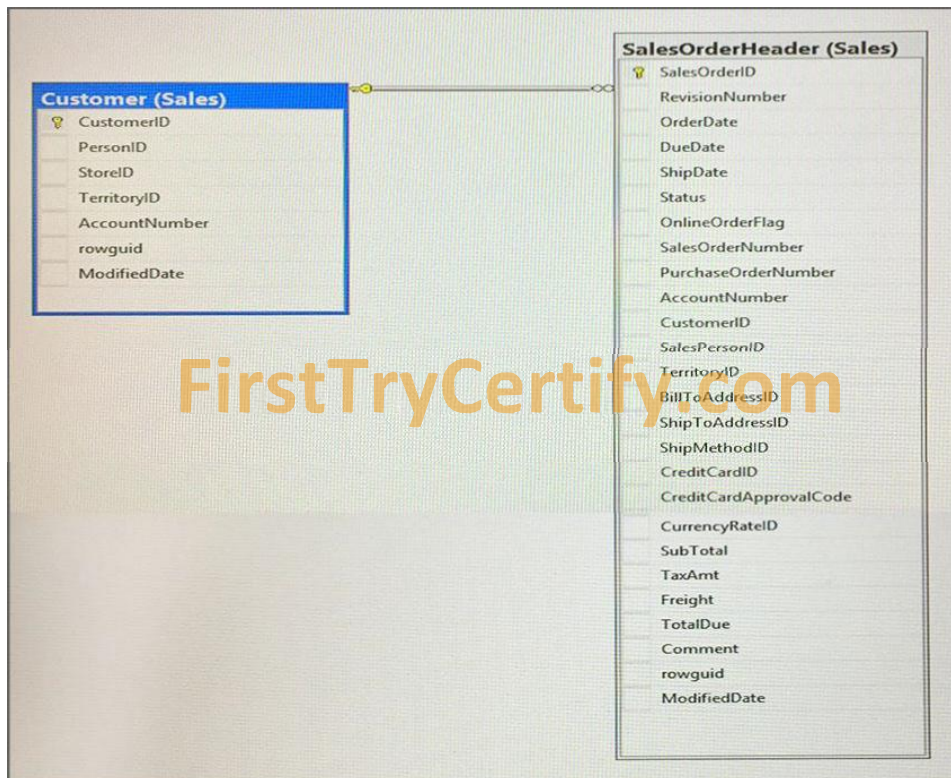 Customer (Sales)
CustomerID
PersonID
StoreID
TerritoryID
AccountNumber
rowguid
ModifiedDate
SalesOrderHeader (Sales)
SalesOrderID
RevisionNumber
OrderDate
DueDate
ShipDate
Status
OnlineOrderFlag
SalesOrderNumber
PurchaseOrderNumber
AccountNumber
CustomerID
SalesPersonID
TerritoryID
BillToAddressID
ShipToAddressID
ShipMethodID
CreditCardID
CreditCardApprovalCode
CurrencyRateID
SubTotal
TaxAmt
Freight
TotalDue
Comment
rowguid
ModifiedDate
FirstTryCertify.com